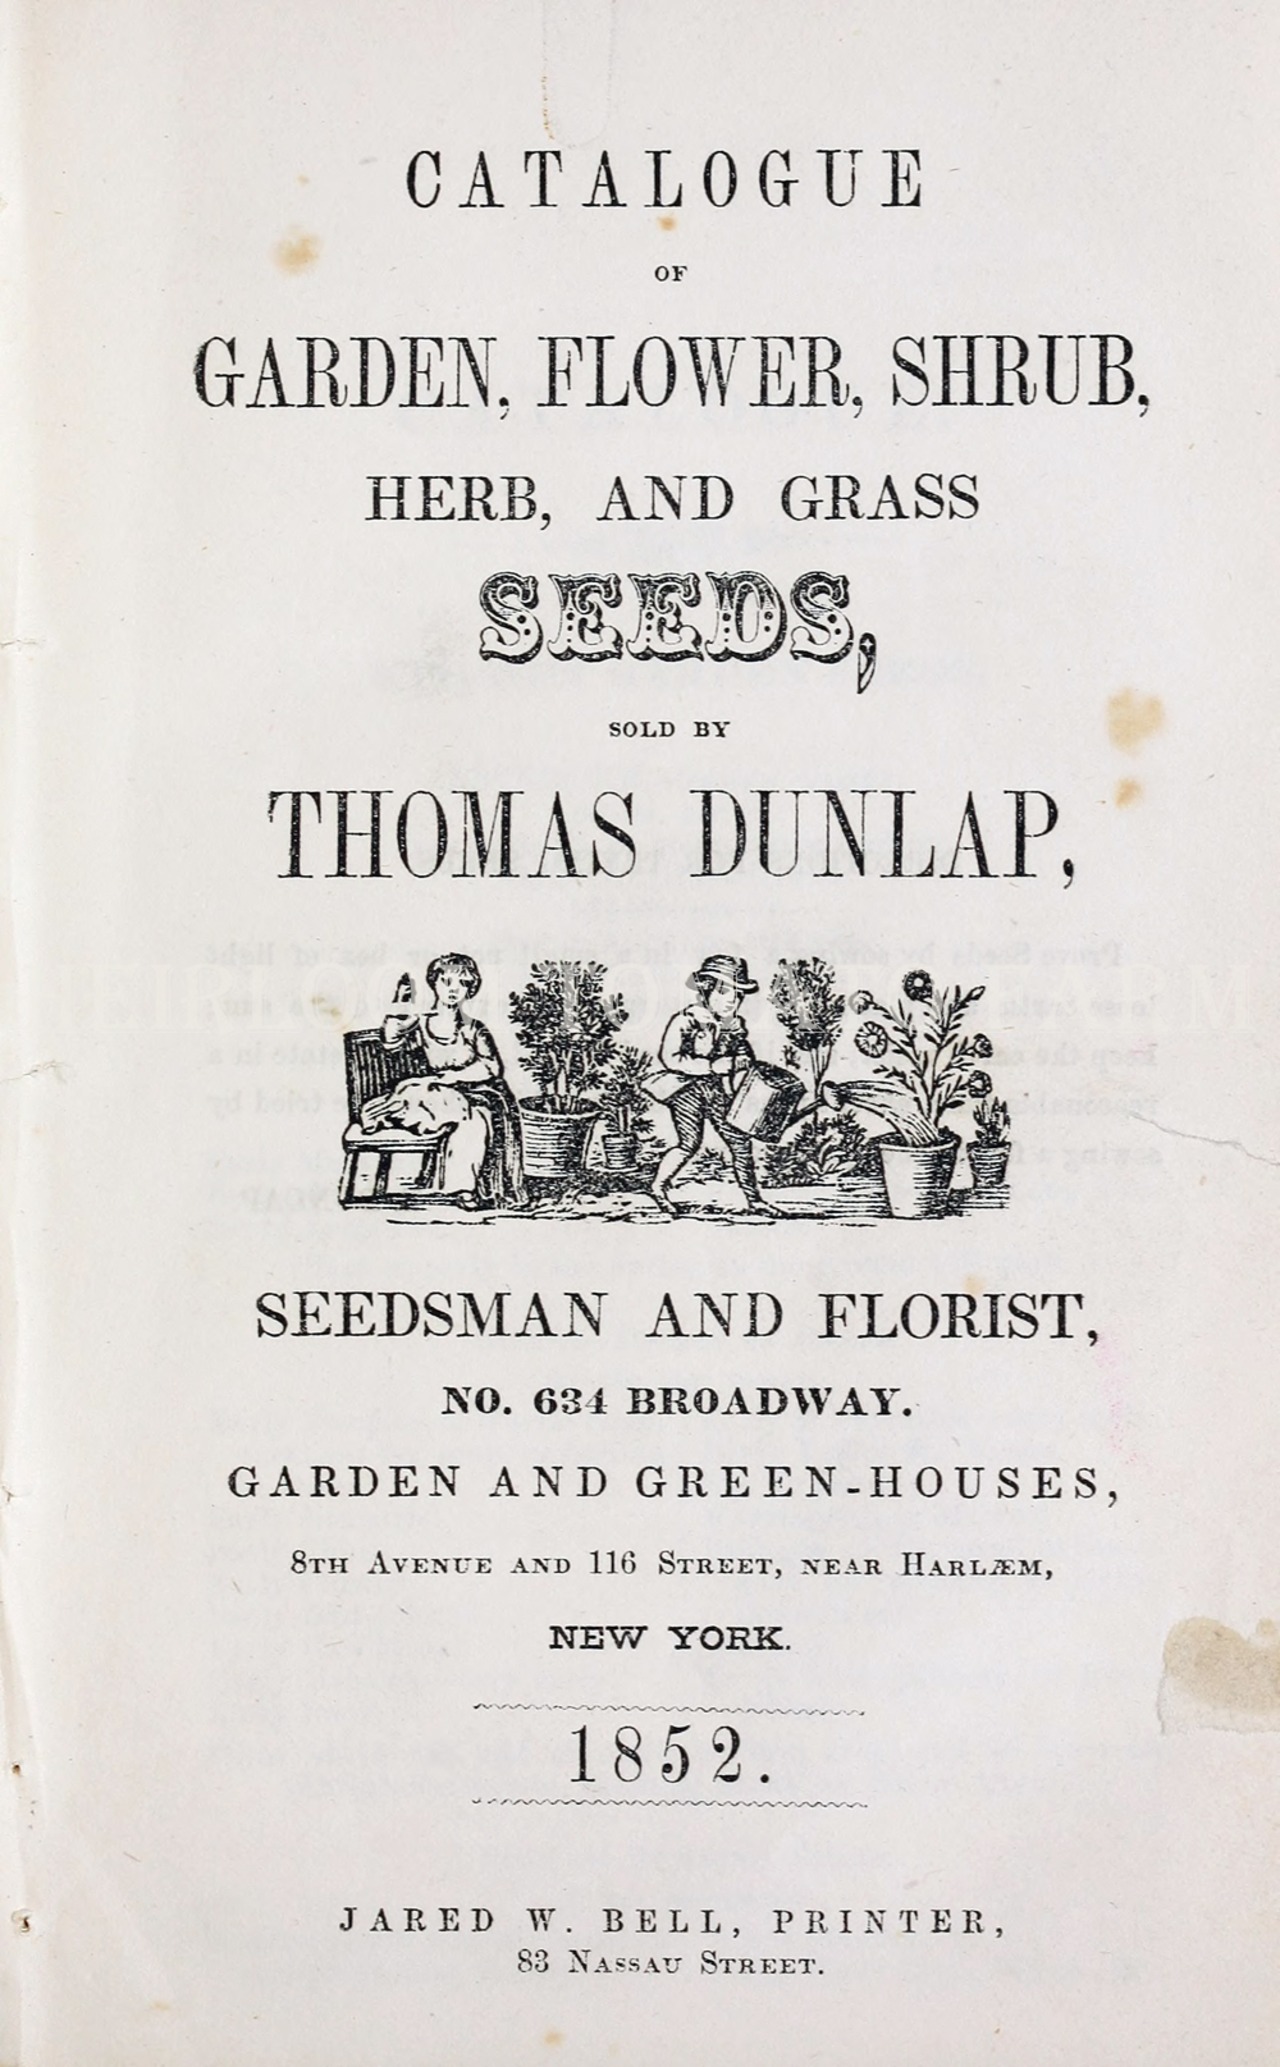 CATALOGUE
OF
GARDEN, FLOWER, SHRUB,
HERB, AND GRASS
SEEDS,
SOLD BY
THOMAS DUNLAP,
SEEDSMAN AND FLORIST,
NO. 634 BROADWAY.
GARDEN AND GREEN-HOUSES,
8TH AVENUE AND 116 STREET, NEAR HARLÆM,
NEW YORK.
1852.
JARED W. BELL, PRINTER,
83 NASSAU STREET.